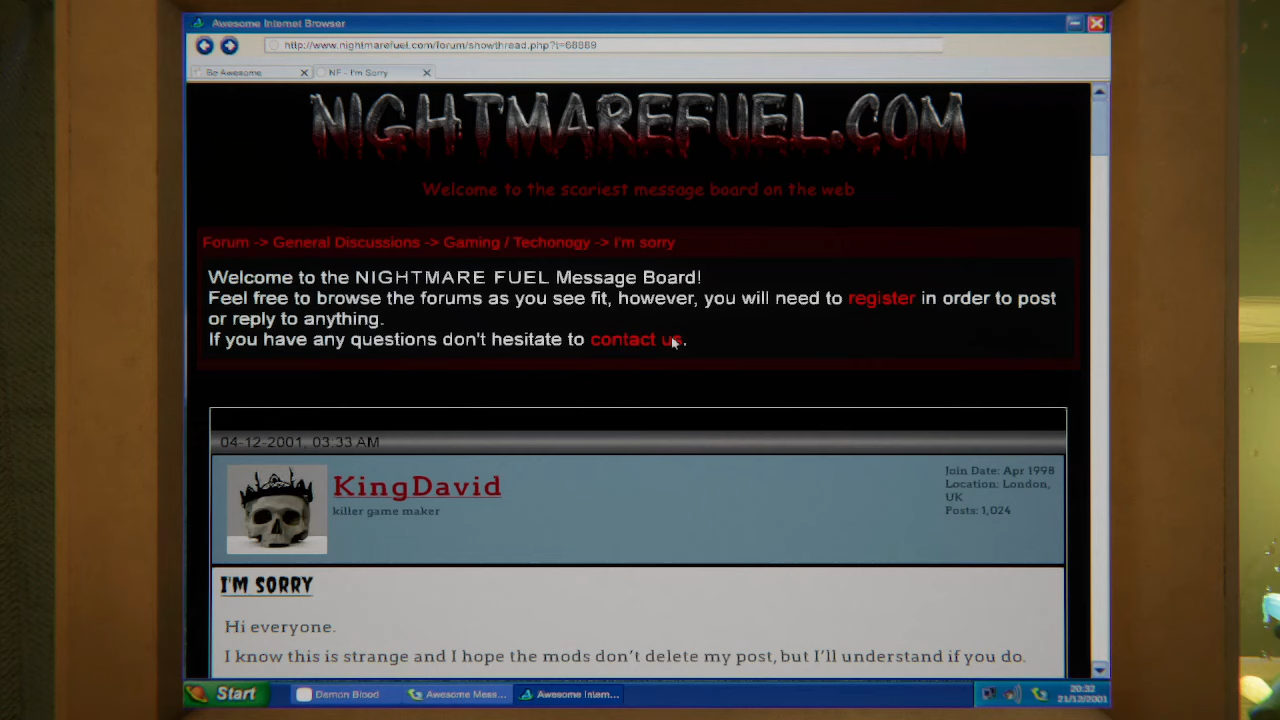 Awesome Internet Browser
http://www.nightmarefuel.com/forum/showthread.php?t=68989
Be Awesome
NF - I'm Sorry
NIGHTMAREFUEL.COM
Welcome to the scariest message board on the web
Forum -> General Discussions -> Gaming / Techonogy -> I'm sorry
Welcome to the NIGHTMARE FUEL Message Board!
Feel free to browse the forums as you see fit, however, you will need to register in order to post
or reply to anything.
If you have any questions don't hesitate to contact us.
04-12-2001, 03:33 AM
KingDavid
killer game maker
Join Date: Apr 1998
Location: London,
UK
Posts: 1,024
I'M SORRY
Hi everyone.
I know this is strange and I hope the mods don't delete my post, but I'll understand if you do.
Start
Damon Blood
Awesome Mess...
Awesome Intern...
20:32
21/12/2001